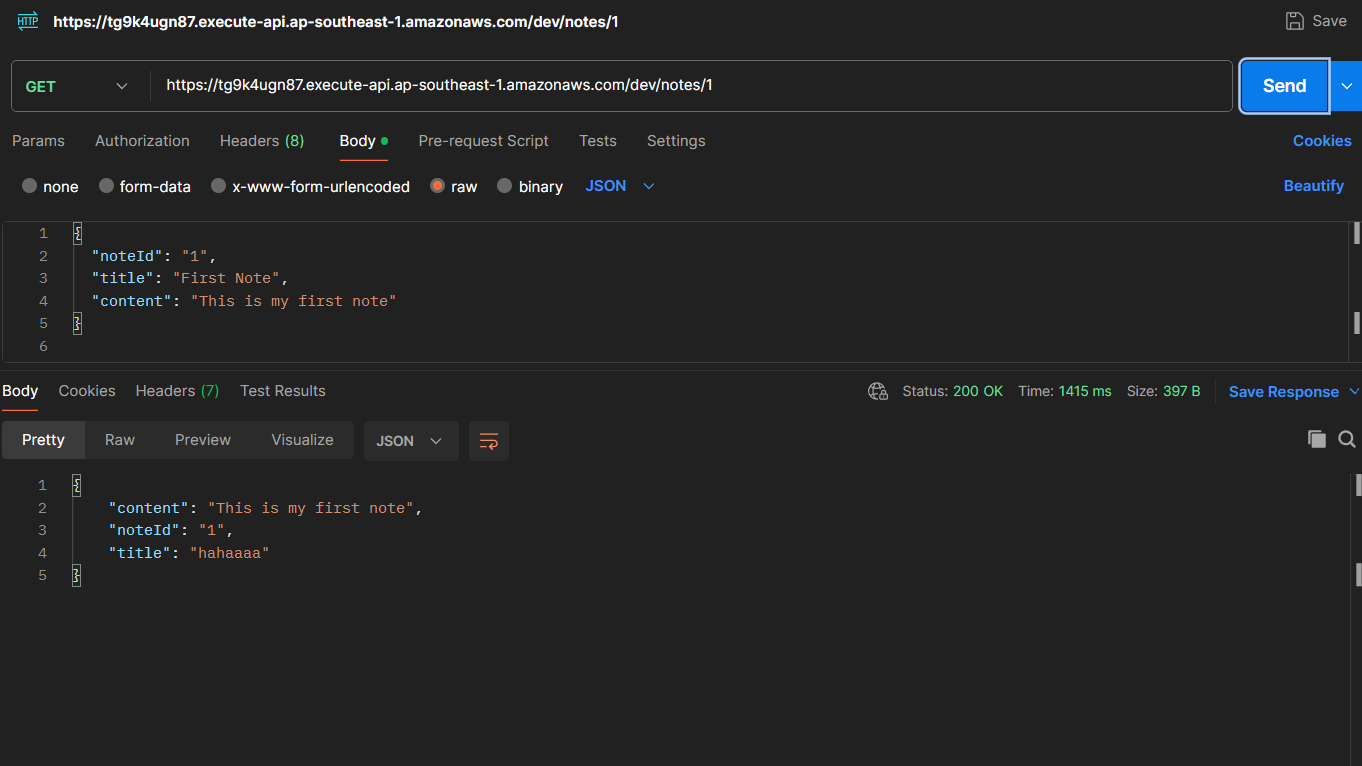 HTTP https://tg9k4ugn87.execute-api.ap-southeast-1.amazonaws.com/dev/notes/1 Save
GET https://tg9k4ugn87.execute-api.ap-southeast-1.amazonaws.com/dev/notes/1 Send
Params Authorization Headers (8) Body Pre-request Script Tests Settings Cookies
none form-data x-www-form-urlencoded raw binary JSON Beautify
1 {
2 "noteId": "1",
3 "title": "First Note",
4 "content": "This is my first note"
5 }
6
Body Cookies Headers (7) Test Results Status: 200 OK Time: 1415 ms Size: 397 B Save Response
Pretty Raw Preview Visualize JSON
1 {
2 "content": "This is my first note",
3 "noteId": "1",
4 "title": "hahaaaa"
5 }